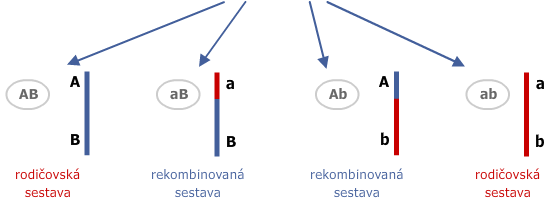 A a A a
AB aB Ab ab
B B b b
rodičovská rekombinovaná rekombinovaná rodičovská
sestava sestava sestava sestava